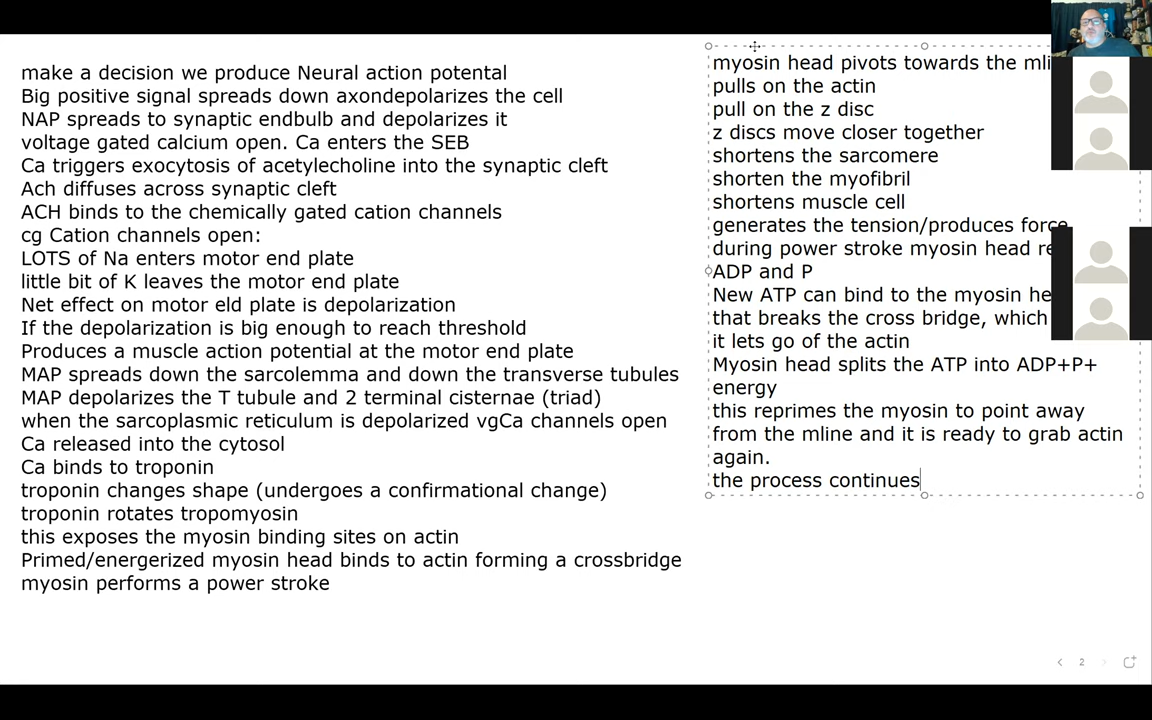 make a decision we produce Neural action potental
Big positive signal spreads down axondepolarizes the cell
NAP spreads to synaptic endbulb and depolarizes it
voltage gated calcium open. Ca enters the SEB
Ca triggers exocytosis of acetylecholine into the synaptic cleft
Ach diffuses across synaptic cleft
ACH binds to the chemically gated cation channels
cg Cation channels open:
LOTS of Na enters motor end plate
little bit of K leaves the motor end plate
Net effect on motor eld plate is depolarization
If the depolarization is big enough to reach threshold
Produces a muscle action potential at the motor end plate
MAP spreads down the sarcolemma and down the transverse tubules
MAP depolarizes the T tubule and 2 terminal cisternae (triad)
when the sarcoplasmic reticulum is depolarized vgCa channels open
Ca released into the cytosol
Ca binds to troponin
troponin changes shape (undergoes a confirmational change)
troponin rotates tropomyosin
this exposes the myosin binding sites on actin
Primed/energerized myosin head binds to actin forming a crossbridge
myosin performs a power stroke
myosin head pivots towards the
pulls on the actin
pull on the z disc
z discs move closer together
shortens the sarcomere
shorten the myofibril
shortens muscle cell
generates the tension/produces force
during power stroke myosin head
ADP and P
New ATP can bind to the myosin
that breaks the cross bridge, which
it lets go of the actin
Myosin head splits the ATP into ADP+P+
energy
this reprimes the myosin to point away
from the mline and it is ready to grab actin
again.
the process continues
2